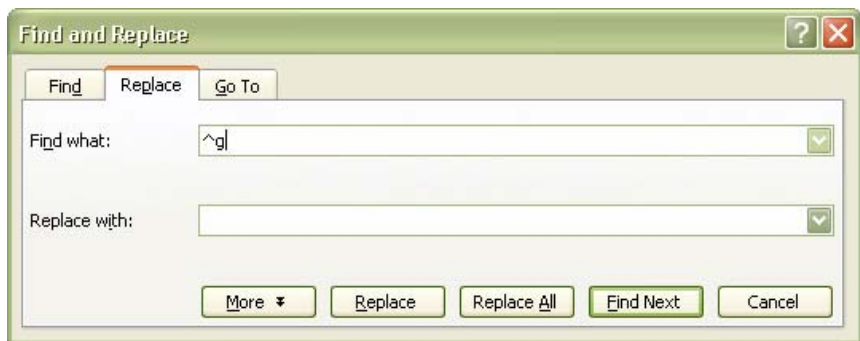 Find and Replace
Find Replace Go To
Find what: ^g
Replace with:
More Replace Replace All Find Next Cancel